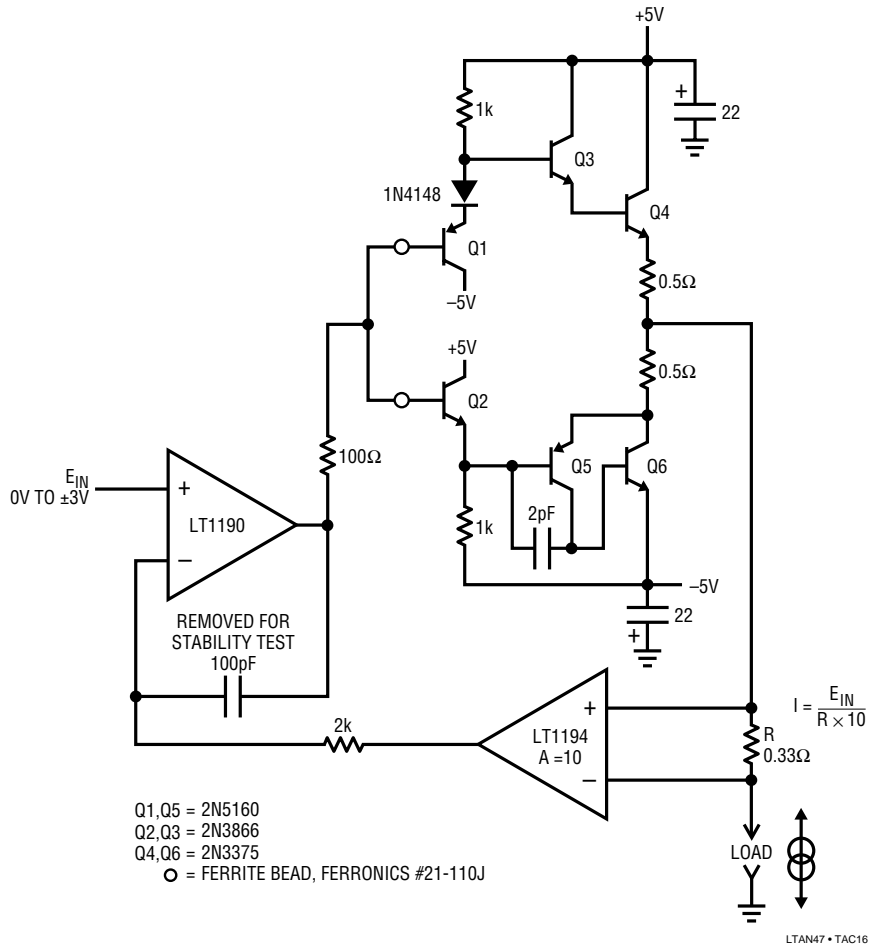 +5V
1k
+
22
Q3
1N4148
Q4
Q1
0.5Ω
–5V
+5V
0.5Ω
Q2
100Ω
Q5
Q6
E_IN
0V TO ±3V
+
LT1190
2pF
1k
–
–5V
REMOVED FOR
STABILITY TEST
100pF
22
+
2k
+
LT1194
A =10
–
I = E_IN
R × 10
R
0.33Ω
Q1,Q5 = 2N5160
Q2,Q3 = 2N3866
Q4,Q6 = 2N3375
= FERRITE BEAD, FERRONICS #21-110J
LOAD
LTAN47 • TAC16